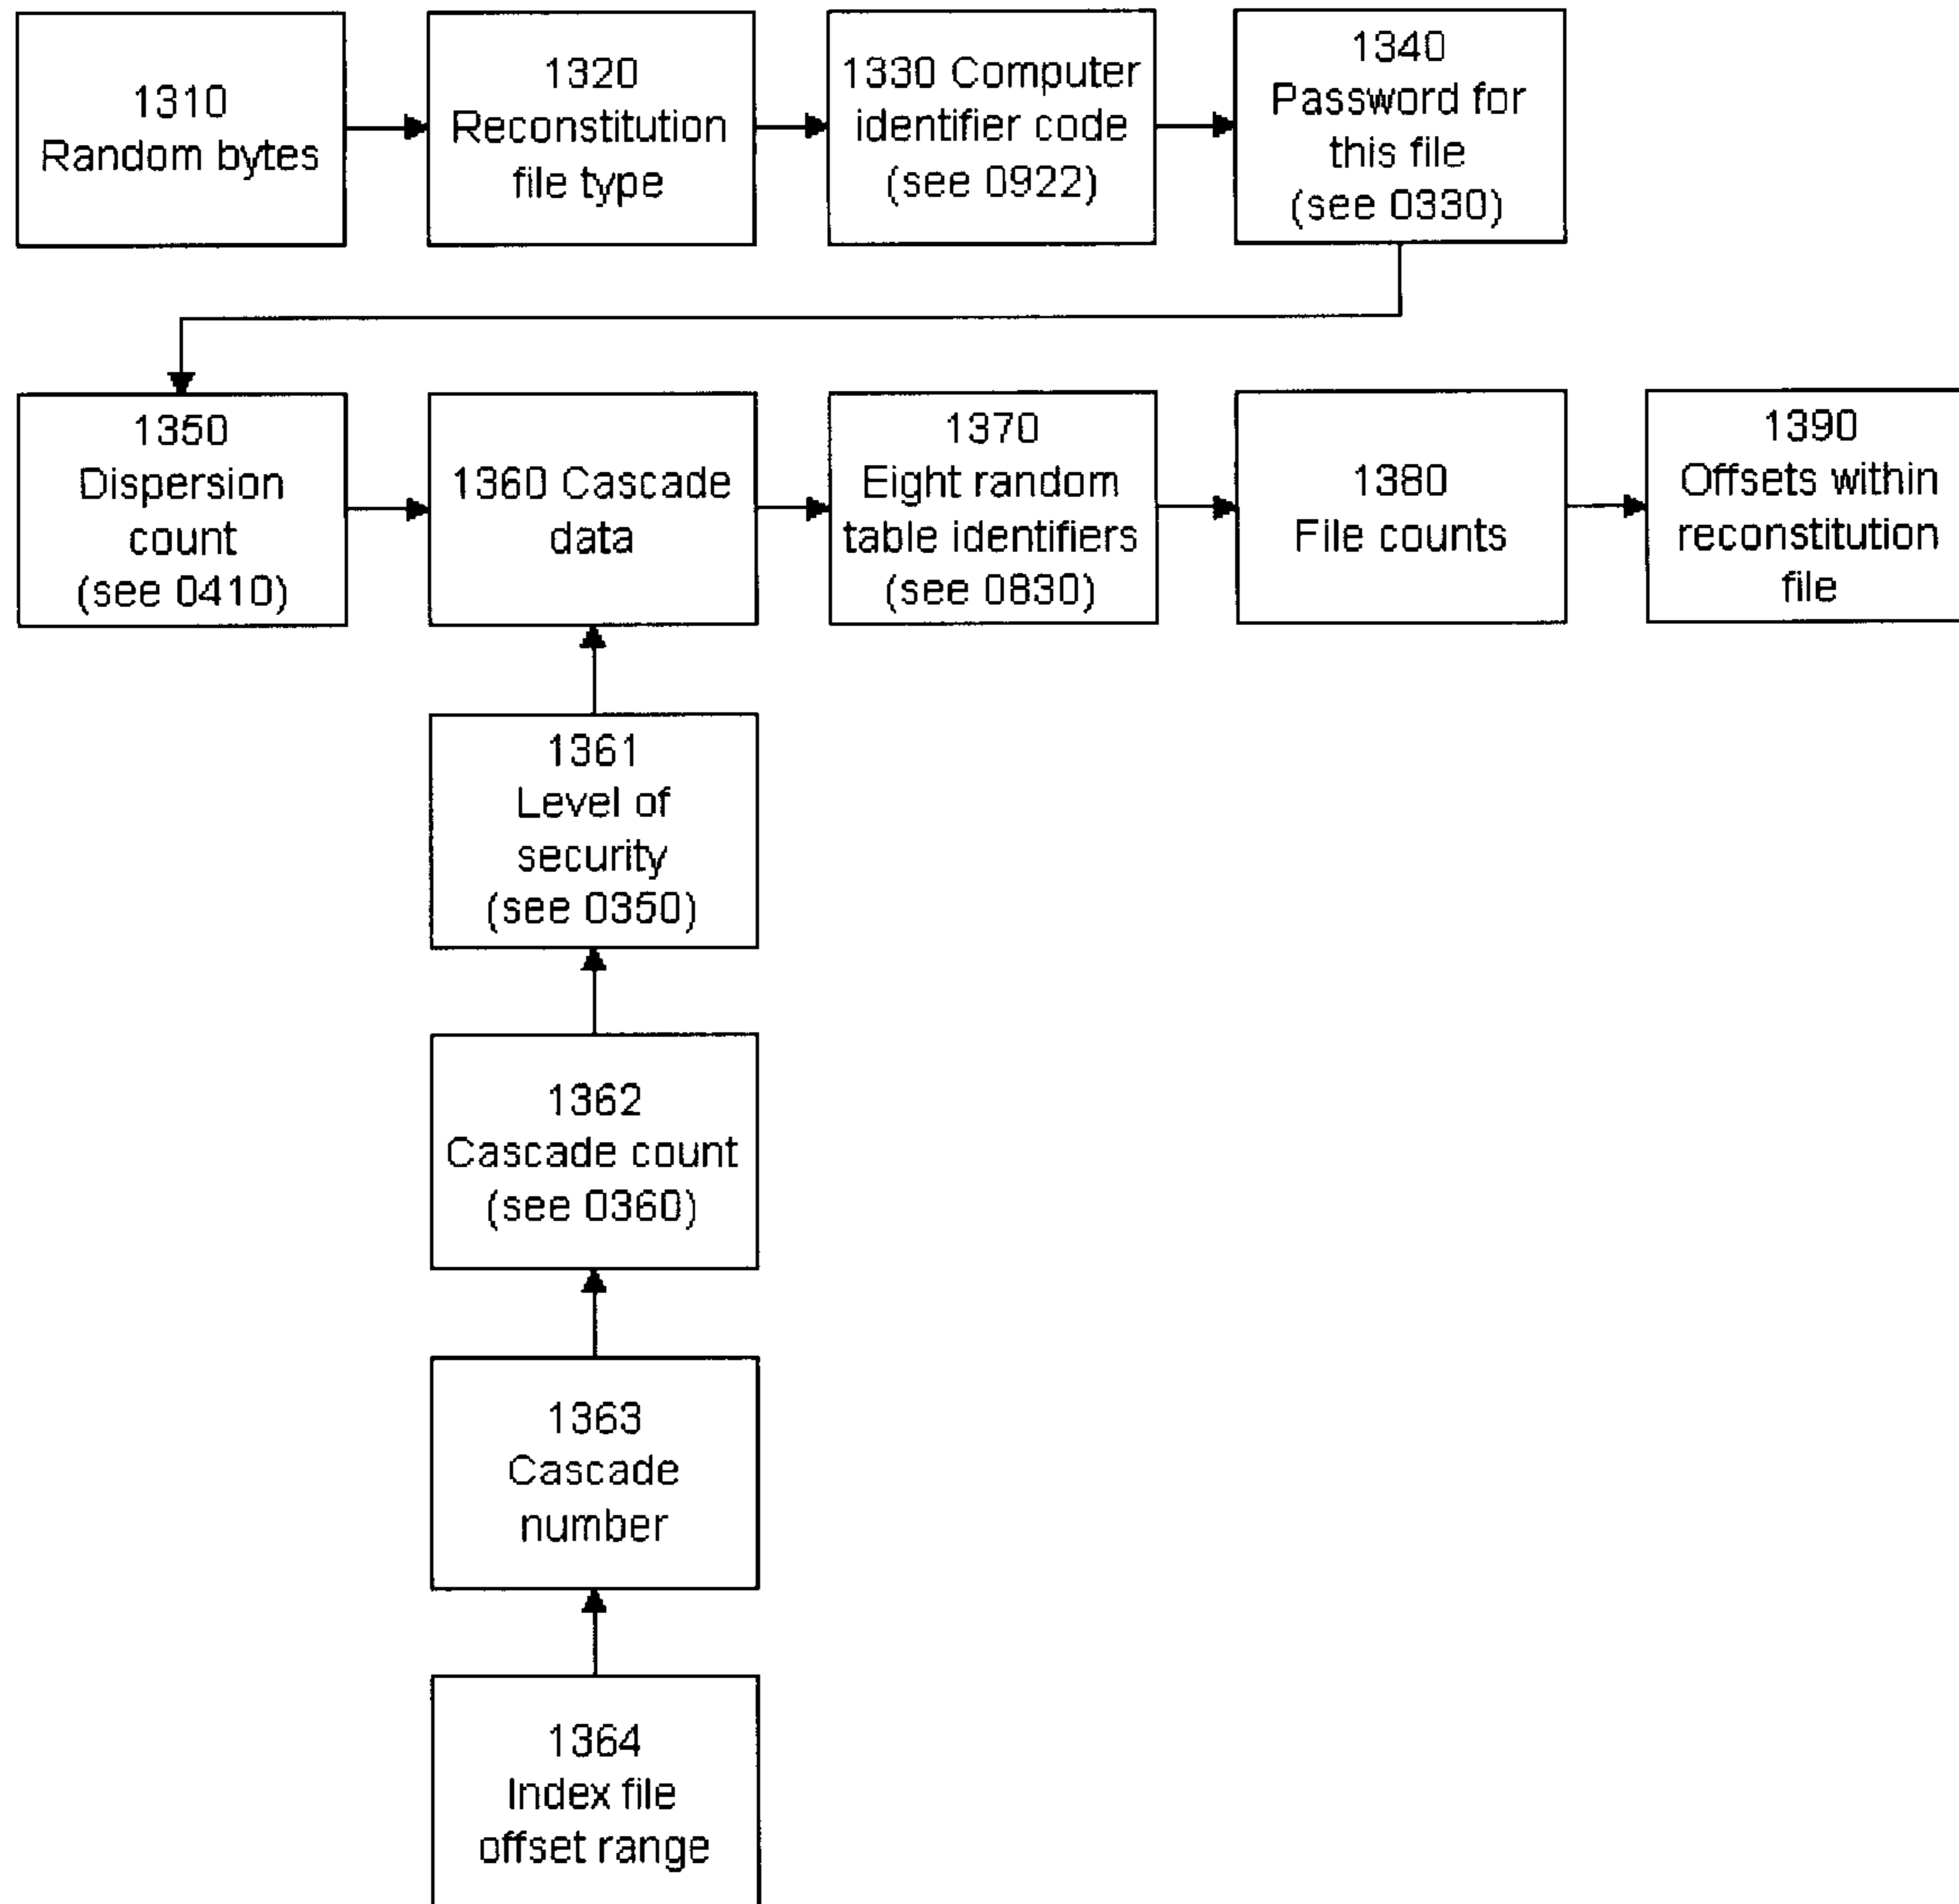 1310
Random bytes
1320
Reconstitution
file type
1330 Computer
identifier code
(see 0922)
1340
Password for
this file
(see 0330)
1350
Dispersion
count
(see 0410)
1360 Cascade
data
1370
Eight random
table identifiers
(see 0830)
1380
File counts
1390
Offsets within
reconstitution
file
1361
Level of
security
(see 0350)
1362
Cascade count
(see 0360)
1363
Cascade
number
1364
Index file
offset range